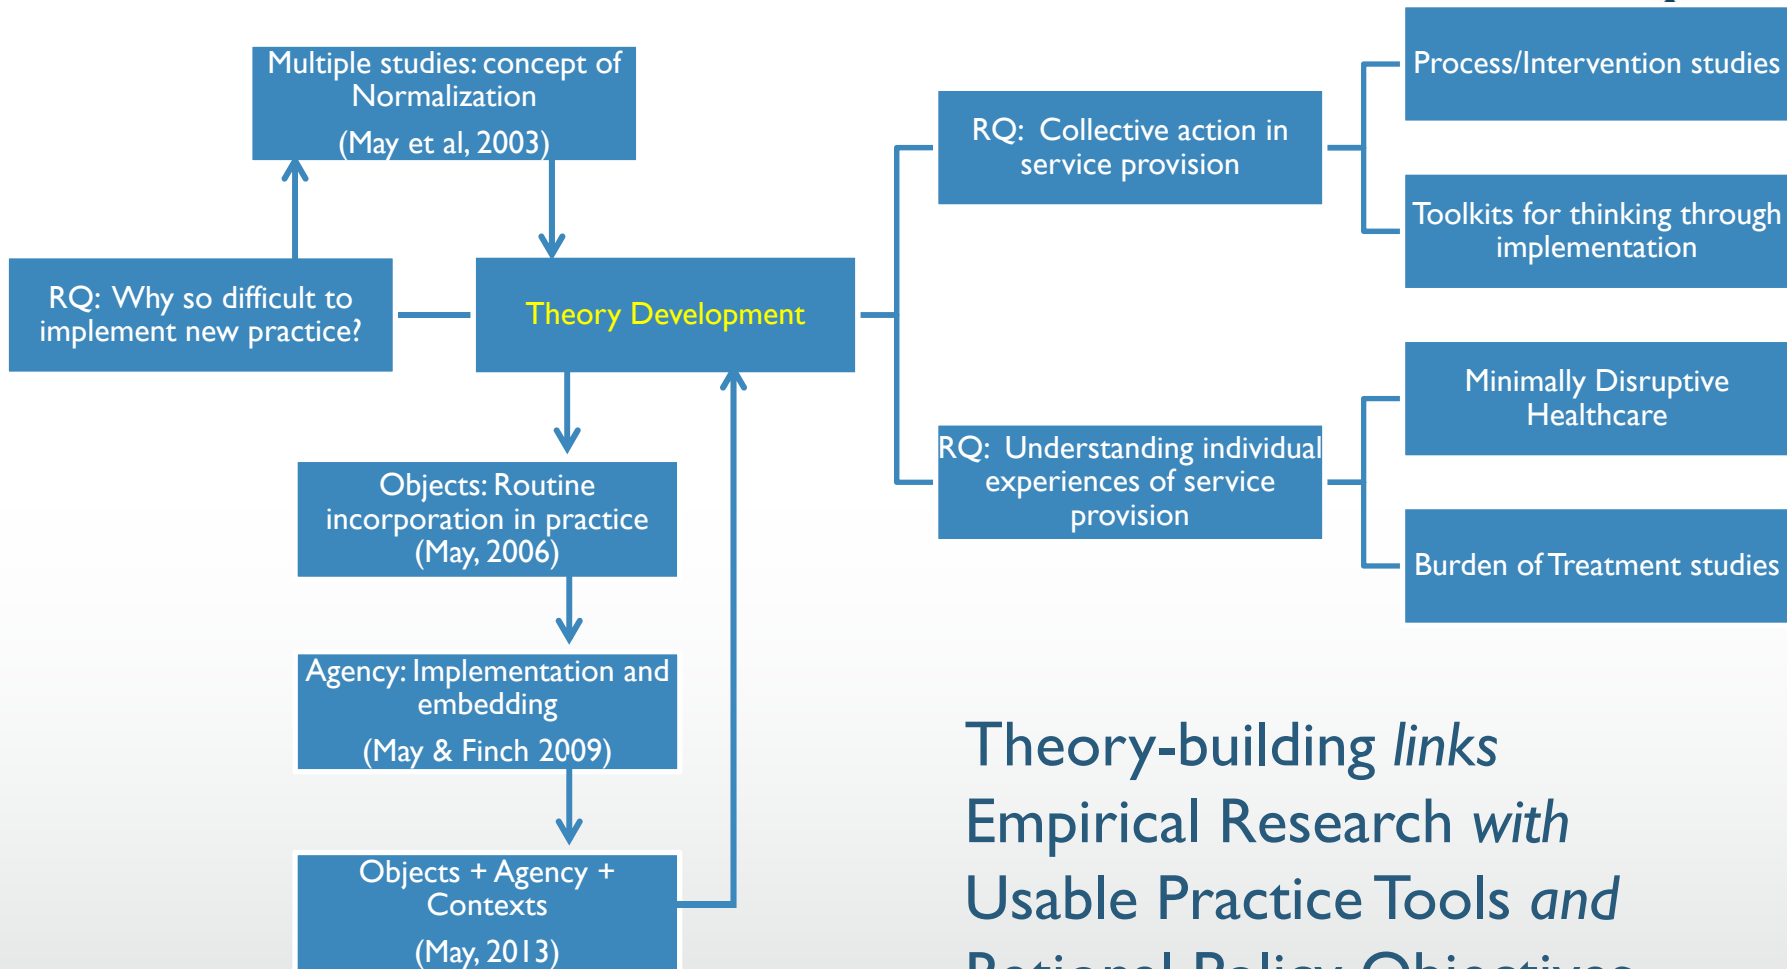 Multiple studies: concept of
Normalization
(May et al, 2003)
RQ: Why so difficult to
implement new practice?
Theory Development
Objects: Routine
incorporation in practice
(May, 2006)
Agency: Implementation and
embedding
(May & Finch 2009)
Objects + Agency +
Contexts
(May, 2013)
RQ: Collective action in
service provision
RQ: Understanding individual
experiences of service
provision
Process/Intervention studies
Toolkits for thinking through
implementation
Minimally Disruptive
Healthcare
Burden of Treatment studies
Theory-building links
Empirical Research with
Usable Practice Tools and
Rational Policy Objectives